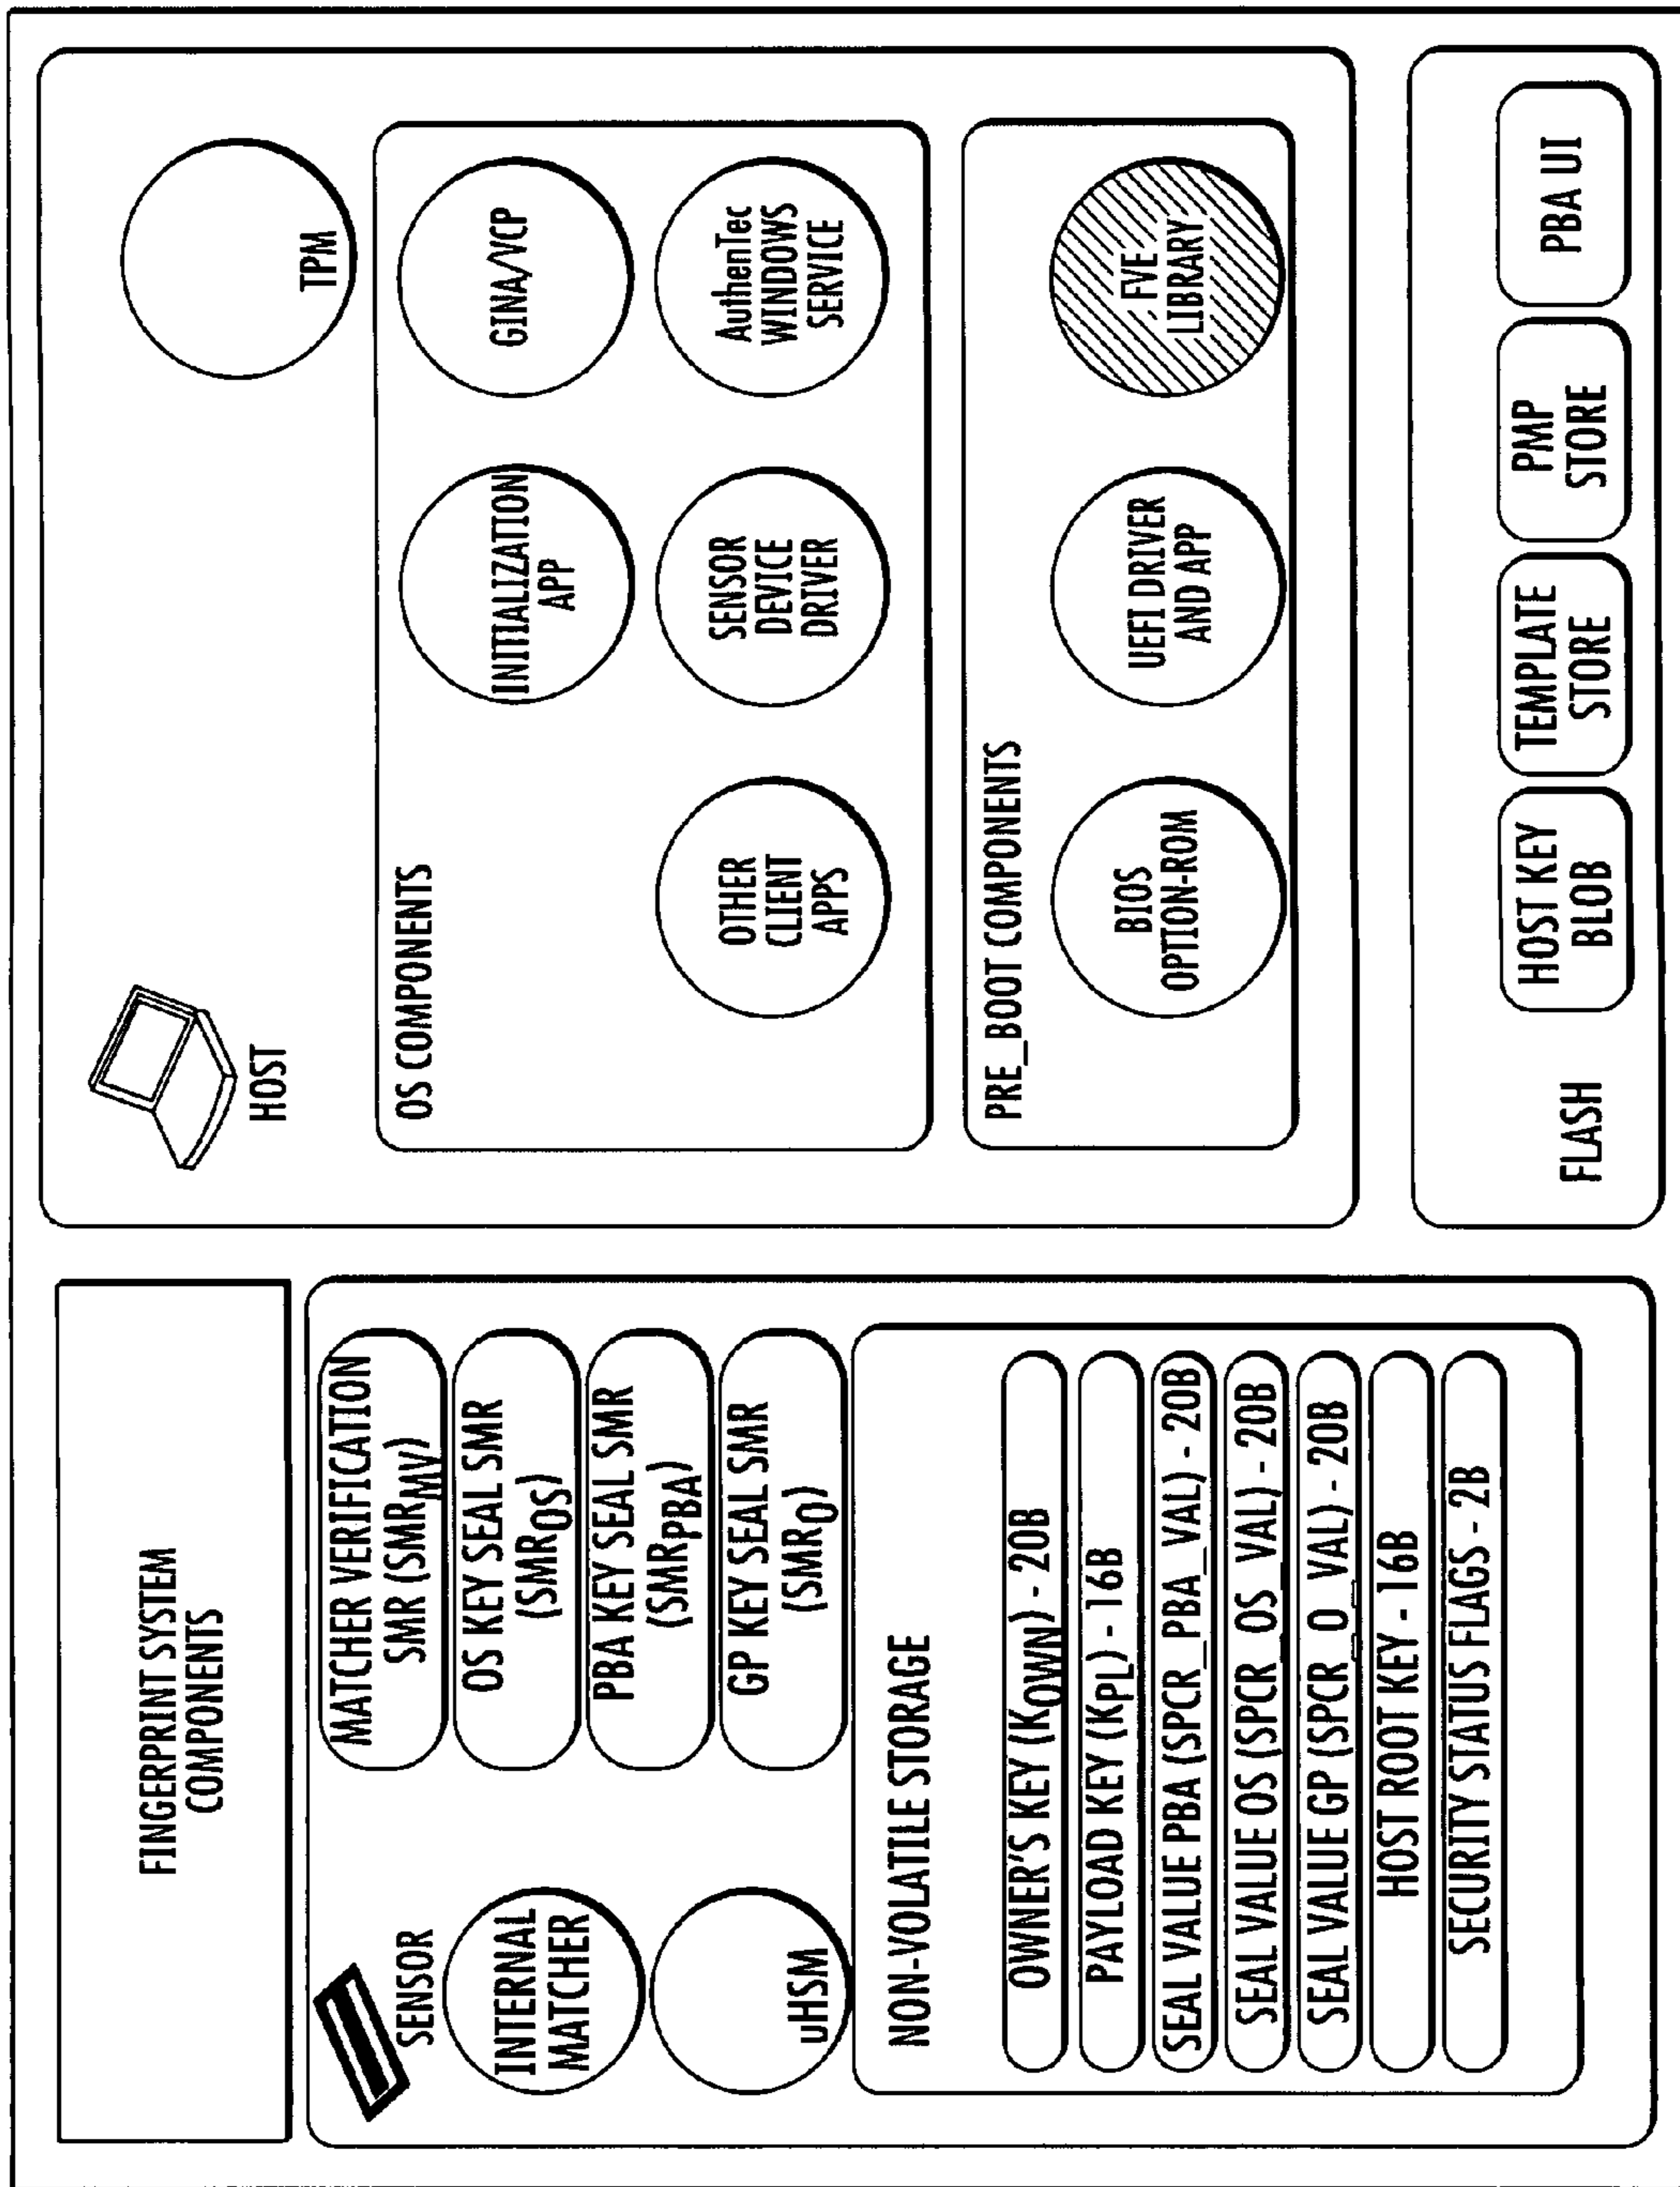 FINGERPRINT SYSTEM
COMPONENTS
SENSOR
INTERNAL
MATCHER
uHSM
MATCHER VERIFICATION
SMR (SMRMV)
OS KEY SEAL SMR
(SMROS)
PBA KEY SEAL SMR
(SMRPBA)
GP KEY SEAL SMR
(SMRO)
NON-VOLATILE STORAGE
OWNER'S KEY (KOWN) - 20B
PAYLOAD KEY (KPL) - 16B
SEAL VALUE PBA (SPCR_PBA_VAL) - 20B
SEAL VALUE OS (SPCR_OS_VAL) - 20B
SEAL VALUE GP (SPCR_O_VAL) - 20B
HOST ROOT KEY - 16B
SECURITY STATUS FLAGS - 2B
HOST
TPM
OS COMPONENTS
INITIALIZATION
APP
GINA/VCP
OTHER
CLIENT
APPS
SENSOR
DEVICE
DRIVER
AuthenTec
WINDOWS
SERVICE
PRE_BOOT COMPONENTS
BIOS
OPTION-ROM
UEFI DRIVER
AND APP
FVE
LIBRARY
FLASH
HOST KEY
BLOB
TEMPLATE
STORE
PMP
STORE
PBA UI